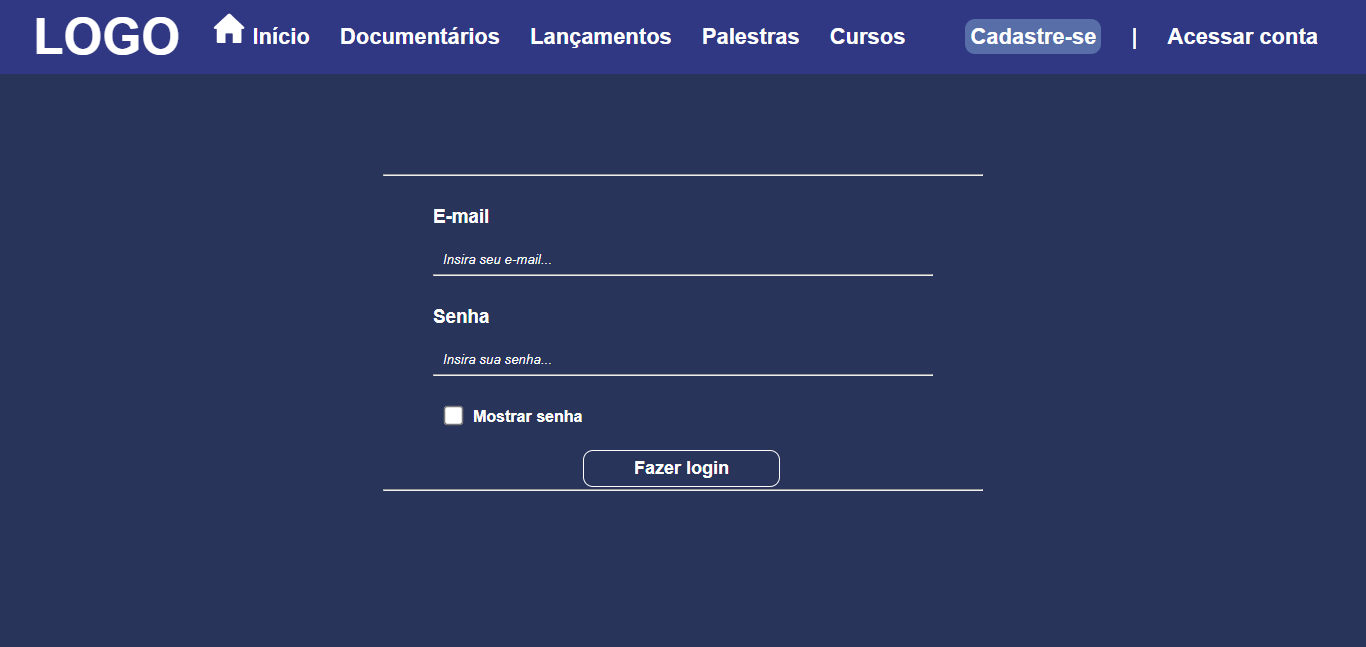 LOGO Início Documentários Lançamentos Palestras Cursos Cadastre-se | Acessar conta
E-mail
Insira seu e-mail...
Senha
Insira sua senha...
Mostrar senha
Fazer login